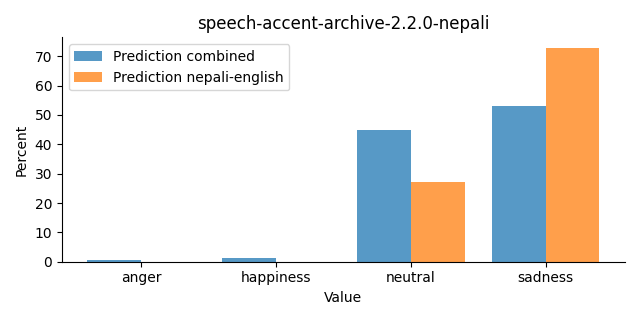 speech-accent-archive-2.2.0-nepali
Prediction combined
Prediction nepali-english
Percent
70
60
50
40
30
20
10
0
anger happiness neutral sadness
Value